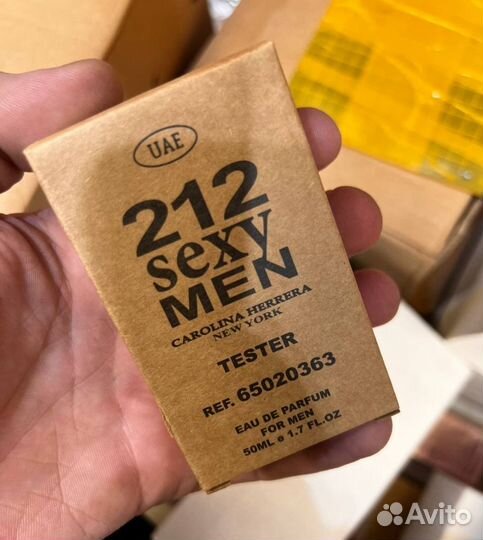 UAE
212
sexy
MEN
CAROLINA HERRERA
NEW YORK
TESTER
REF. 65020363
EAU DE PARFUM
FOR MEN
50ML e 1.7 FL.OZ
Avito